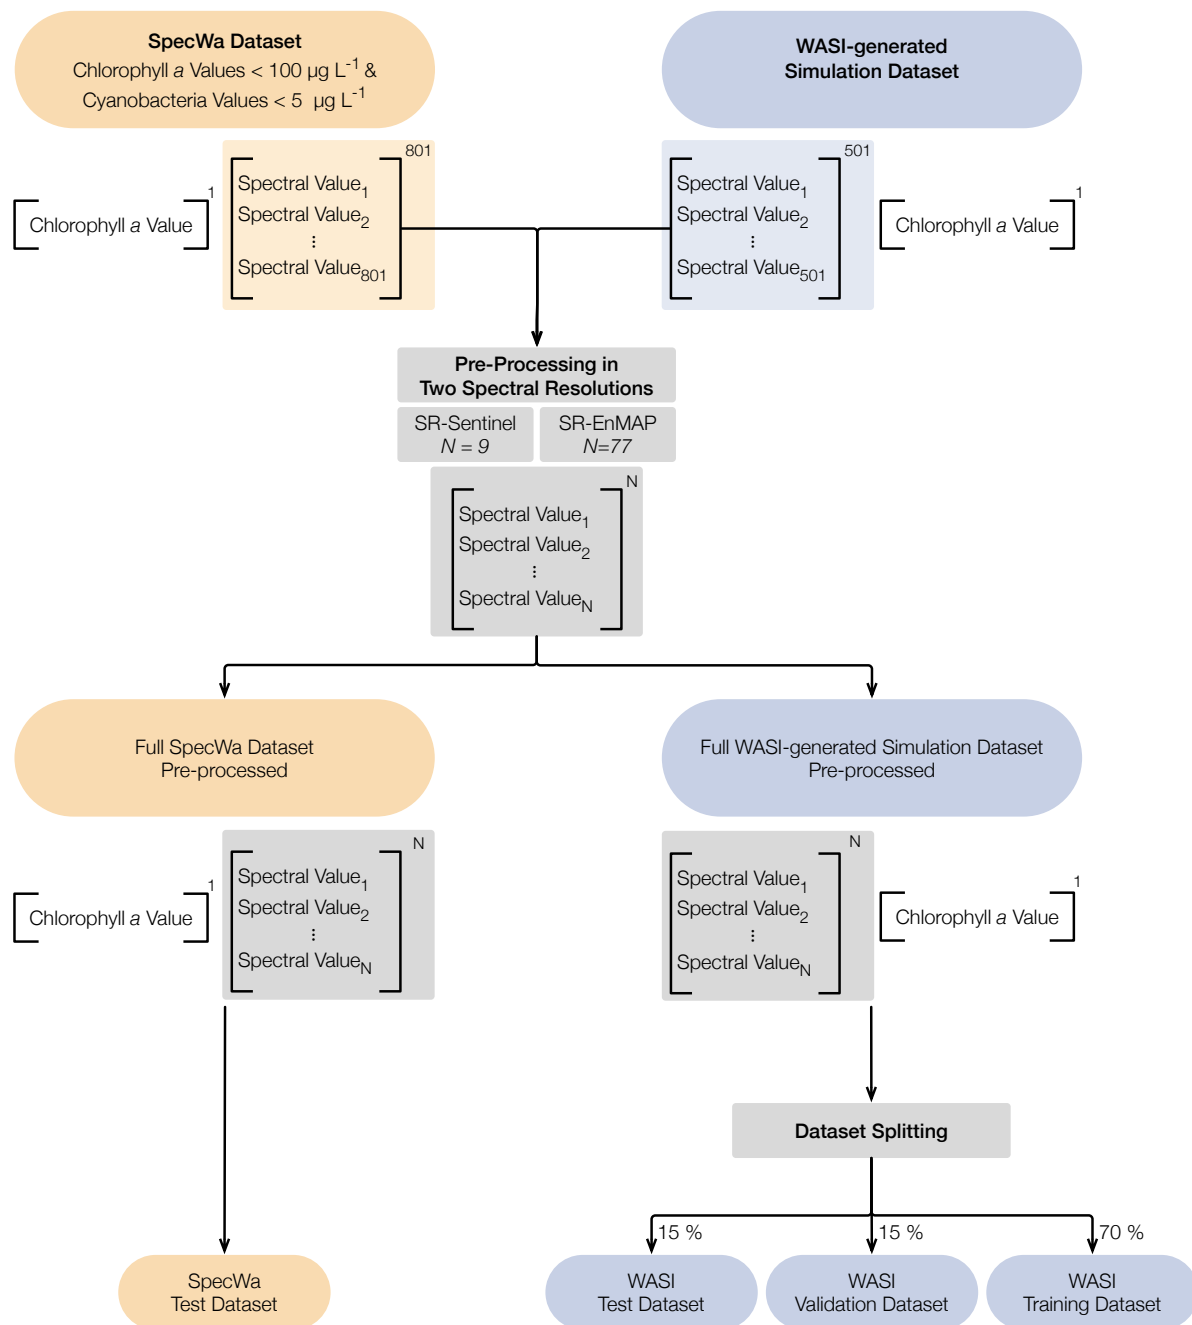 SpecWa Dataset
Chlorophyll a Values < 100 µg L-1 &
Cyanobacteria Values < 5 µg L-1
WASI-generated
Simulation Dataset
801
Spectral Value1
Spectral Value2
⋮
Spectral Value801
1
Chlorophyll a Value
501
Spectral Value1
Spectral Value2
⋮
Spectral Value501
1
Chlorophyll a Value
Pre-Processing in
Two Spectral Resolutions
SR-Sentinel
N = 9
SR-EnMAP
N=77
N
Spectral Value1
Spectral Value2
⋮
Spectral ValueN
Full SpecWa Dataset
Pre-processed
Full WASI-generated Simulation Dataset
Pre-processed
1
Chlorophyll a Value
N
Spectral Value1
Spectral Value2
⋮
Spectral ValueN
N
Spectral Value1
Spectral Value2
⋮
Spectral ValueN
1
Chlorophyll a Value
Dataset Splitting
15 %
15 %
70 %
SpecWa
Test Dataset
WASI
Test Dataset
WASI
Validation Dataset
WASI
Training Dataset